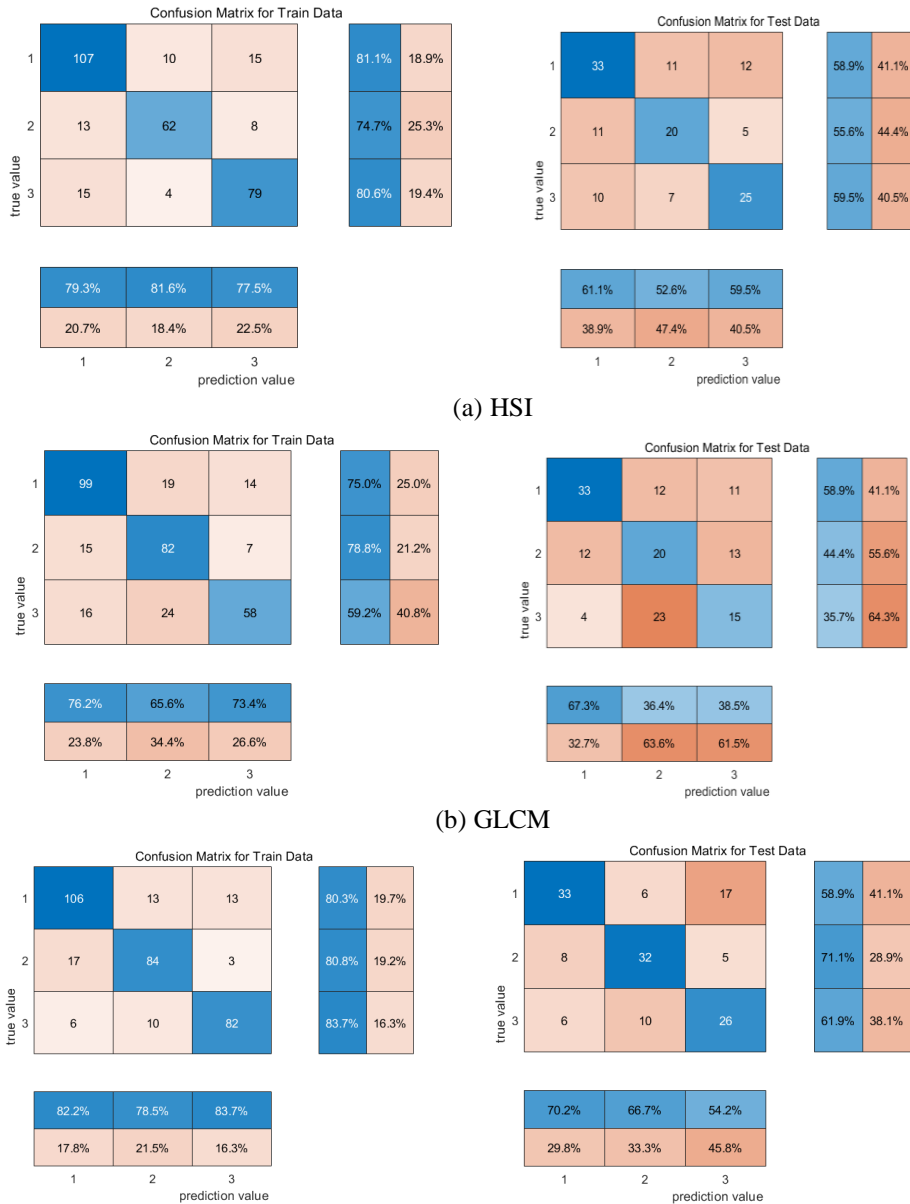 Confusion Matrix for Train Data
1 107 10 15 81.1% 18.9%
2 13 62 8 74.7% 25.3%
3 15 4 79 80.6% 19.4%
true value
79.3% 81.6% 77.5%
20.7% 18.4% 22.5%
1 2 3
prediction value
Confusion Matrix for Test Data
1 33 11 12 58.9% 41.1%
2 11 20 5 55.6% 44.4%
3 10 7 25 59.5% 40.5%
true value
61.1% 52.6% 59.5%
38.9% 47.4% 40.5%
1 2 3
prediction value
(a) HSI
Confusion Matrix for Train Data
1 99 19 14 75.0% 25.0%
2 15 82 7 78.8% 21.2%
3 16 24 58 59.2% 40.8%
true value
76.2% 65.6% 73.4%
23.8% 34.4% 26.6%
1 2 3
prediction value
Confusion Matrix for Test Data
1 33 12 11 58.9% 41.1%
2 12 20 13 44.4% 55.6%
3 4 23 15 35.7% 64.3%
true value
67.3% 36.4% 38.5%
32.7% 63.6% 61.5%
1 2 3
prediction value
(b) GLCM
Confusion Matrix for Train Data
1 106 13 13 80.3% 19.7%
2 17 84 3 80.8% 19.2%
3 6 10 82 83.7% 16.3%
true value
82.2% 78.5% 83.7%
17.8% 21.5% 16.3%
1 2 3
prediction value
Confusion Matrix for Test Data
1 33 6 17 58.9% 41.1%
2 8 32 5 71.1% 28.9%
3 6 10 26 61.9% 38.1%
true value
70.2% 66.7% 54.2%
29.8% 33.3% 45.8%
1 2 3
prediction value